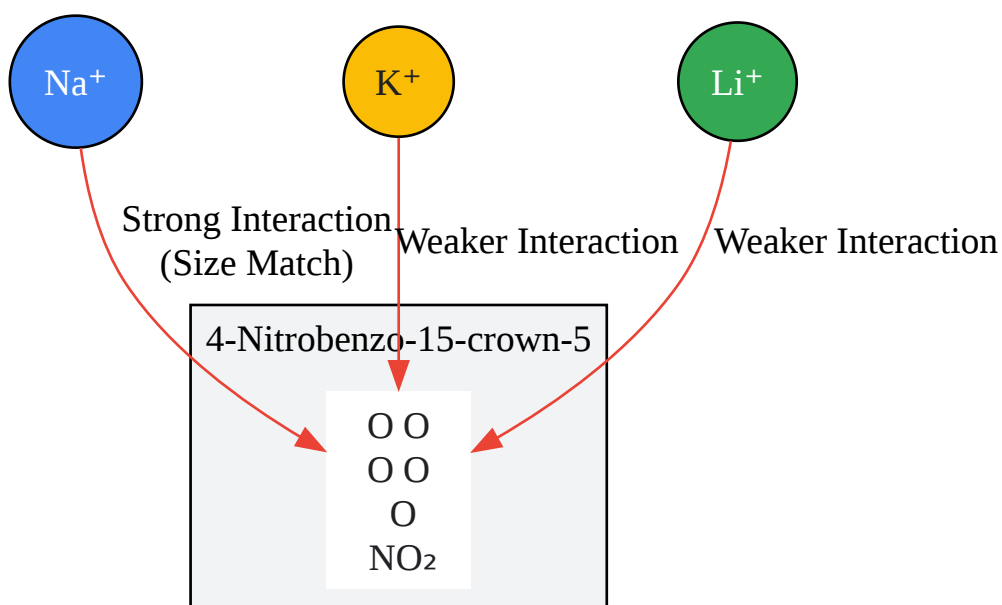 Na⁺
K⁺
Li⁺
Strong Interaction
(Size Match)
Weaker Interaction
Weaker Interaction
4-Nitrobenzo-15-crown-5
O O
O O
O
NO₂